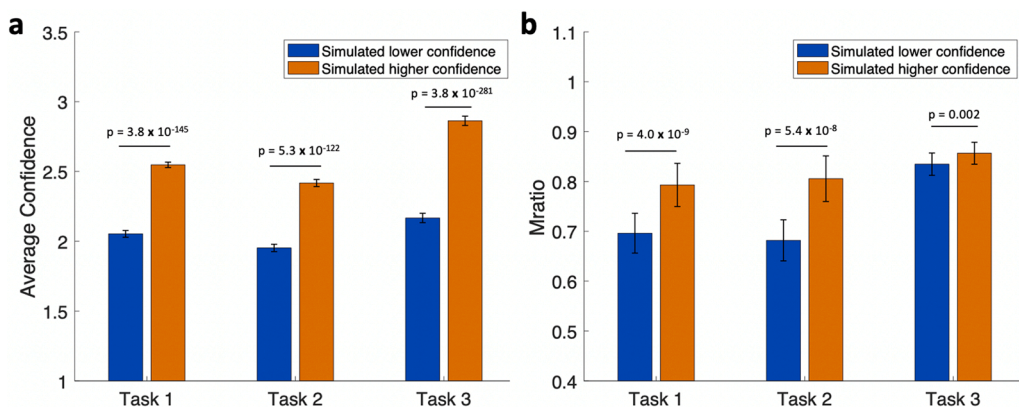 a
Average Confidence
3.5
3
2.5
2
1.5
1
Simulated lower confidence
Simulated higher confidence
p = 3.8 x 10-145
p = 5.3 x 10-122
p = 3.8 x 10-281
Task 1
Task 2
Task 3
b
Mratio
1.1
1
0.9
0.8
0.7
0.6
0.5
0.4
Simulated lower confidence
Simulated higher confidence
p = 4.0 x 10-9
p = 5.4 x 10-8
p = 0.002
Task 1
Task 2
Task 3